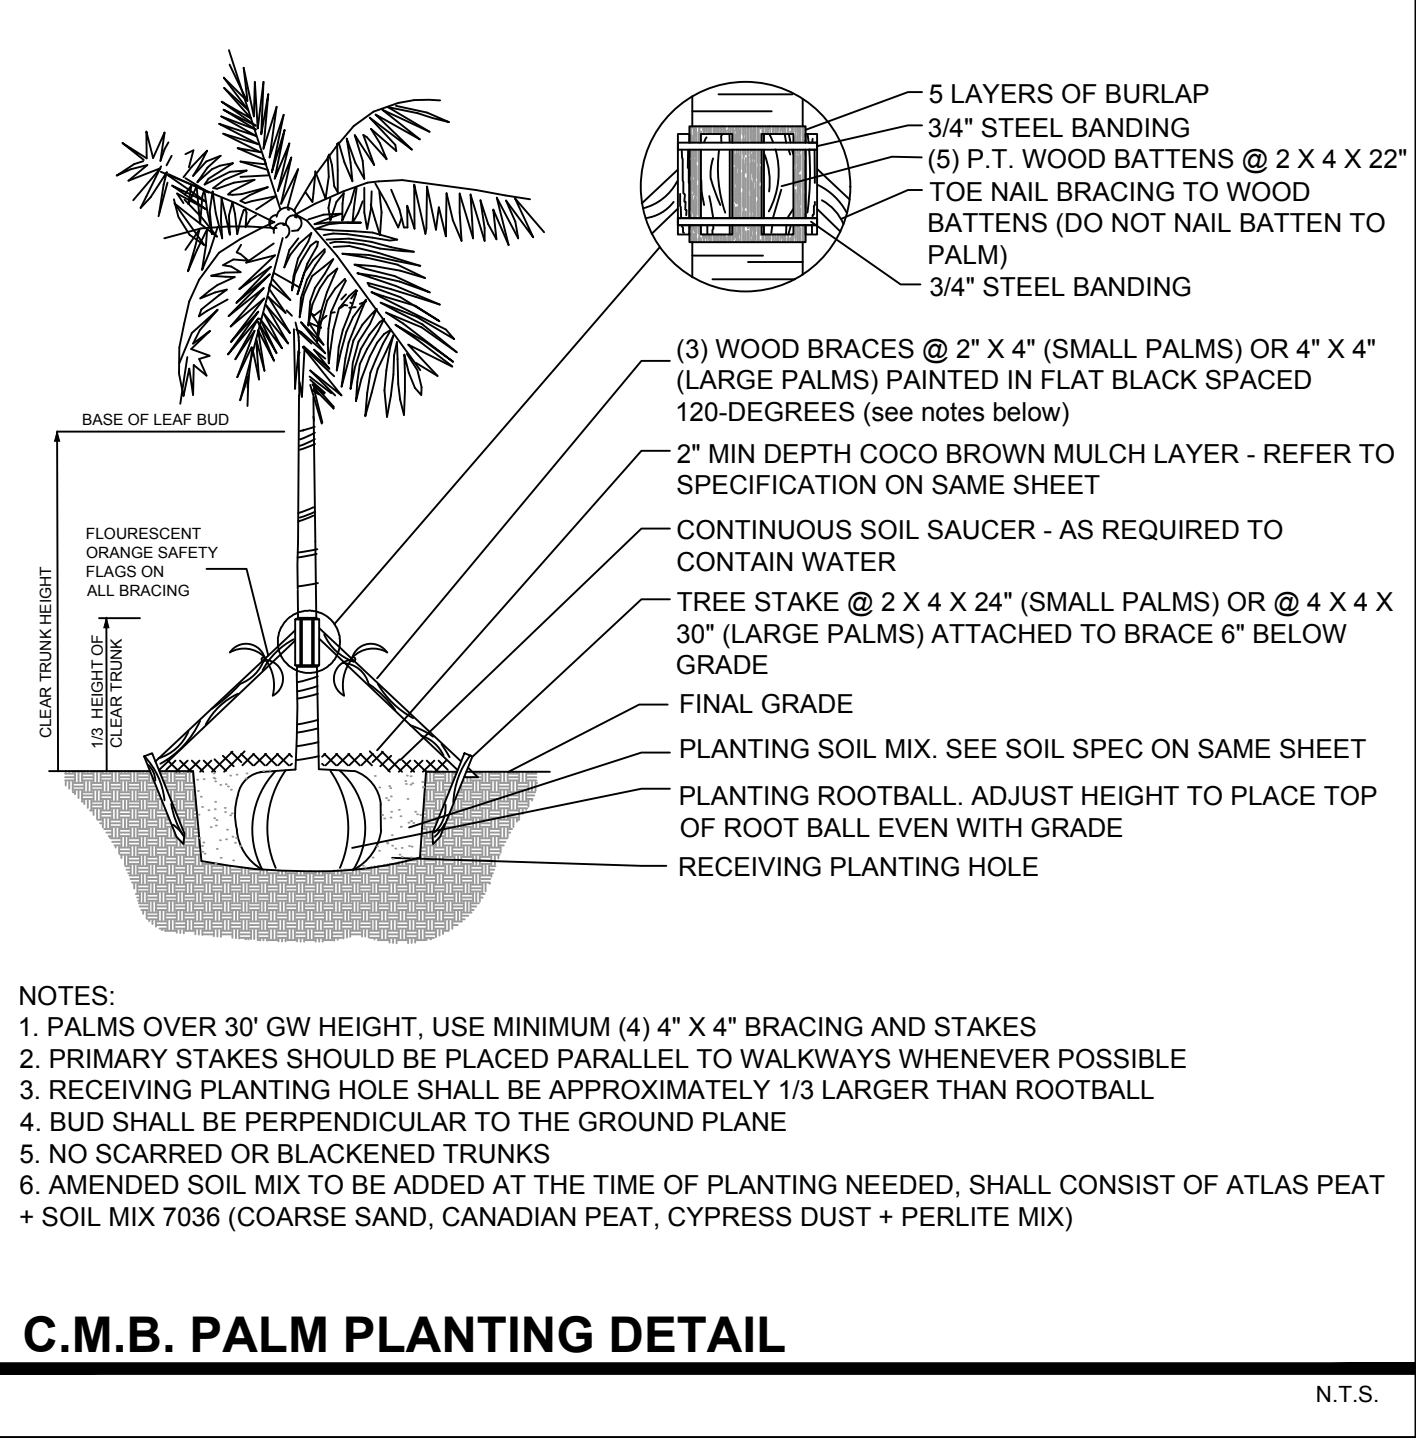 5 LAYERS OF BURLAP
3/4" STEEL BANDING
(5) P.T. WOOD BATTENS @ 2 X 4 X 22"
TOE NAIL BRACING TO WOOD
BATTENS (DO NOT NAIL BATTEN TO
PALM)
3/4" STEEL BANDING
(3) WOOD BRACES @ 2" X 4" (SMALL PALMS) OR 4" X 4"
(LARGE PALMS) PAINTED IN FLAT BLACK SPACED
120-DEGREES (see notes below)
BASE OF LEAF BUD
2" MIN DEPTH COCO BROWN MULCH LAYER - REFER TO
SPECIFICATION ON SAME SHEET
FLOURESCENT
ORANGE SAFETY
FLAGS ON
ALL BRACING
CONTINUOUS SOIL SAUCER - AS REQUIRED TO
CONTAIN WATER
CLEAR TRUNK HEIGHT
1/3 HEIGHT OF
CLEAR TRUNK
TREE STAKE @ 2 X 4 X 24" (SMALL PALMS) OR @ 4 X 4 X
30" (LARGE PALMS) ATTACHED TO BRACE 6" BELOW
GRADE
FINAL GRADE
PLANTING SOIL MIX. SEE SOIL SPEC ON SAME SHEET
PLANTING ROOTBALL. ADJUST HEIGHT TO PLACE TOP
OF ROOT BALL EVEN WITH GRADE
RECEIVING PLANTING HOLE
NOTES:
1. PALMS OVER 30' GW HEIGHT, USE MINIMUM (4) 4" X 4" BRACING AND STAKES
2. PRIMARY STAKES SHOULD BE PLACED PARALLEL TO WALKWAYS WHENEVER POSSIBLE
3. RECEIVING PLANTING HOLE SHALL BE APPROXIMATELY 1/3 LARGER THAN ROOTBALL
4. BUD SHALL BE PERPENDICULAR TO THE GROUND PLANE
5. NO SCARRED OR BLACKENED TRUNKS
6. AMENDED SOIL MIX TO BE ADDED AT THE TIME OF PLANTING NEEDED, SHALL CONSIST OF ATLAS PEAT
+ SOIL MIX 7036 (COARSE SAND, CANADIAN PEAT, CYPRESS DUST + PERLITE MIX)
C.M.B. PALM PLANTING DETAIL
N.T.S.